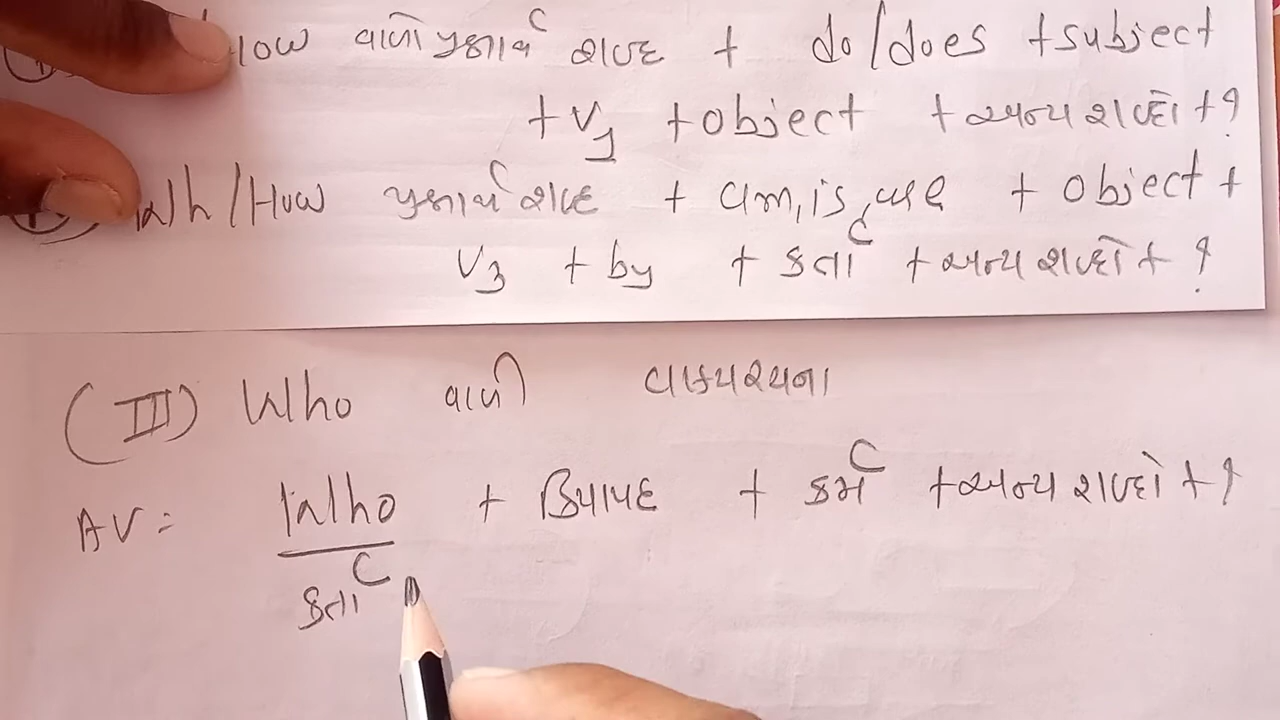 How વાળો પ્રશ્નાર્થ શબ્દ + do/does +subject
+V1 +object +અન્ય શબ્દો+?
Wh/How પ્રશ્નાર્થ શબ્દ + am,is,are + object +
V3 + by + કર્તા +અન્ય શબ્દો+ ?
(III) Who વાળી વાક્યરચના
AV: Who + ક્રિયાપદ + કર્મ +અન્ય શબ્દો+?
કર્તા